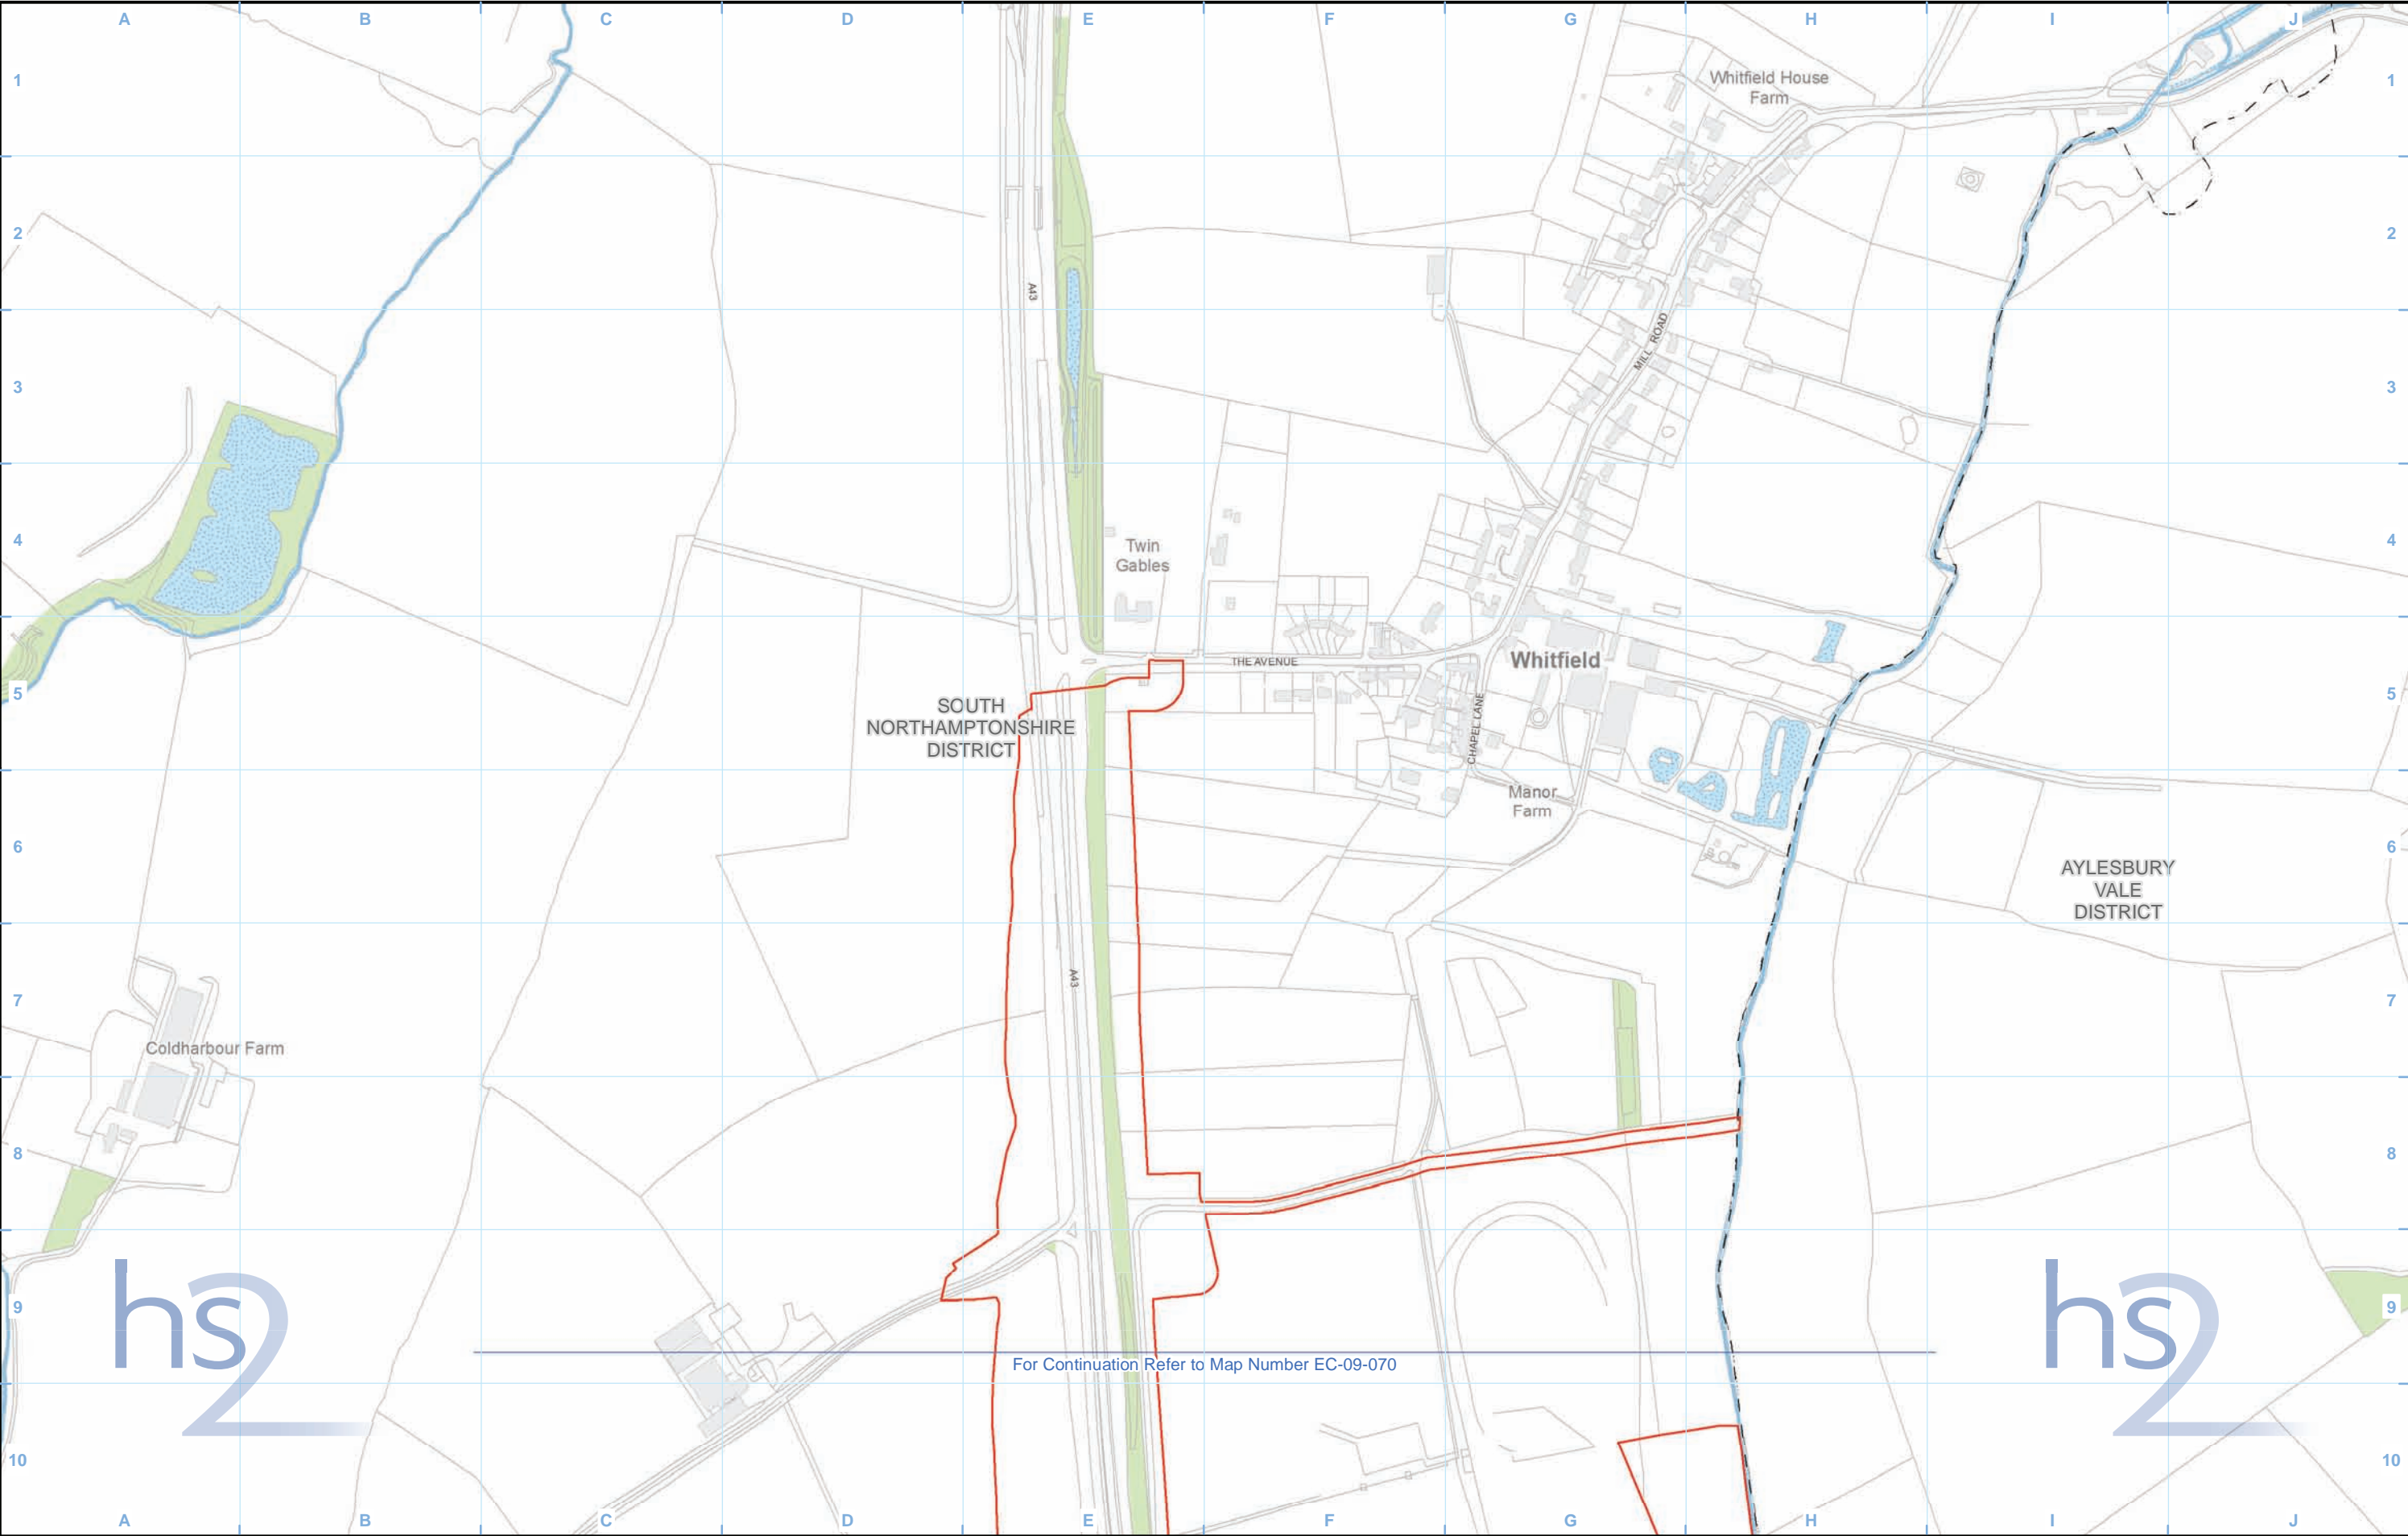 A B C D E F G H I J
1 1
Whitfield House
Farm
2 2
A43
MILL ROAD
3 3
4 4
Twin
Gables
THE AVENUE
Whitfield
5 5
SOUTH
NORTHAMPTONSHIRE
DISTRICT
CHAPEL LANE
Manor
Farm
6 6
AYLESBURY
VALE
DISTRICT
A43
7 7
Coldharbour Farm
8 8
hs2 hs2
9 9
For Continuation Refer to Map Number EC-09-070
10 10
A B C D E F G H I J